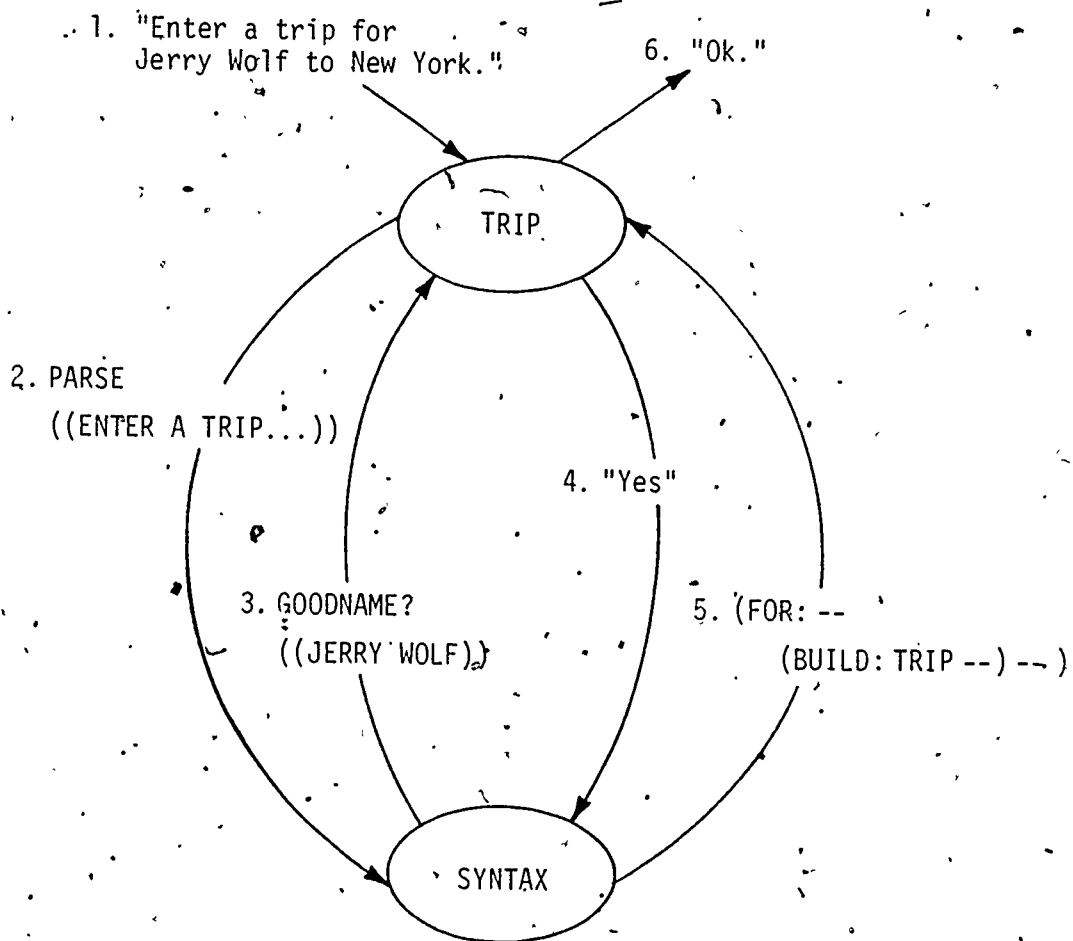 1. "Enter a trip for
Jerry Wolf to New York."
6. "Ok."
TRIP
2. PARSE
((ENTER A TRIP...))
4. "Yes"
3. GOODNAME?
((JERRY WOLF))
5. (FOR: --
(BUILD: TRIP --) -- )
SYNTAX